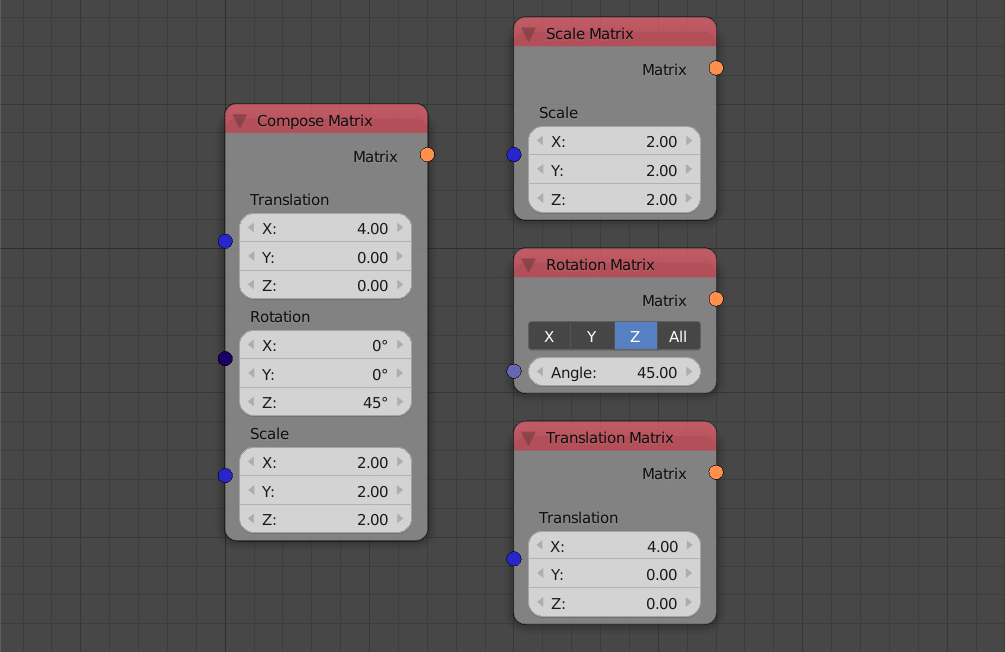 Compose Matrix
Matrix
Translation
X: 4.00
Y: 0.00
Z: 0.00
Rotation
X: 0°
Y: 0°
Z: 45°
Scale
X: 2.00
Y: 2.00
Z: 2.00
Scale Matrix
Matrix
Scale
X: 2.00
Y: 2.00
Z: 2.00
Rotation Matrix
Matrix
X Y Z All
Angle: 45.00
Translation Matrix
Matrix
Translation
X: 4.00
Y: 0.00
Z: 0.00